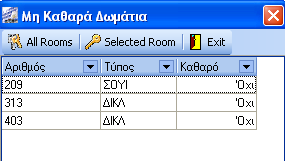 Μη Καθαρά Δωμάτια
All Rooms Selected Room Exit
Αριθμός Τύπος Καθαρό
209 ΣΟΥΙ Όχι
313 ΔΙΚΛ Όχι
403 ΔΙΚΛ Όχι